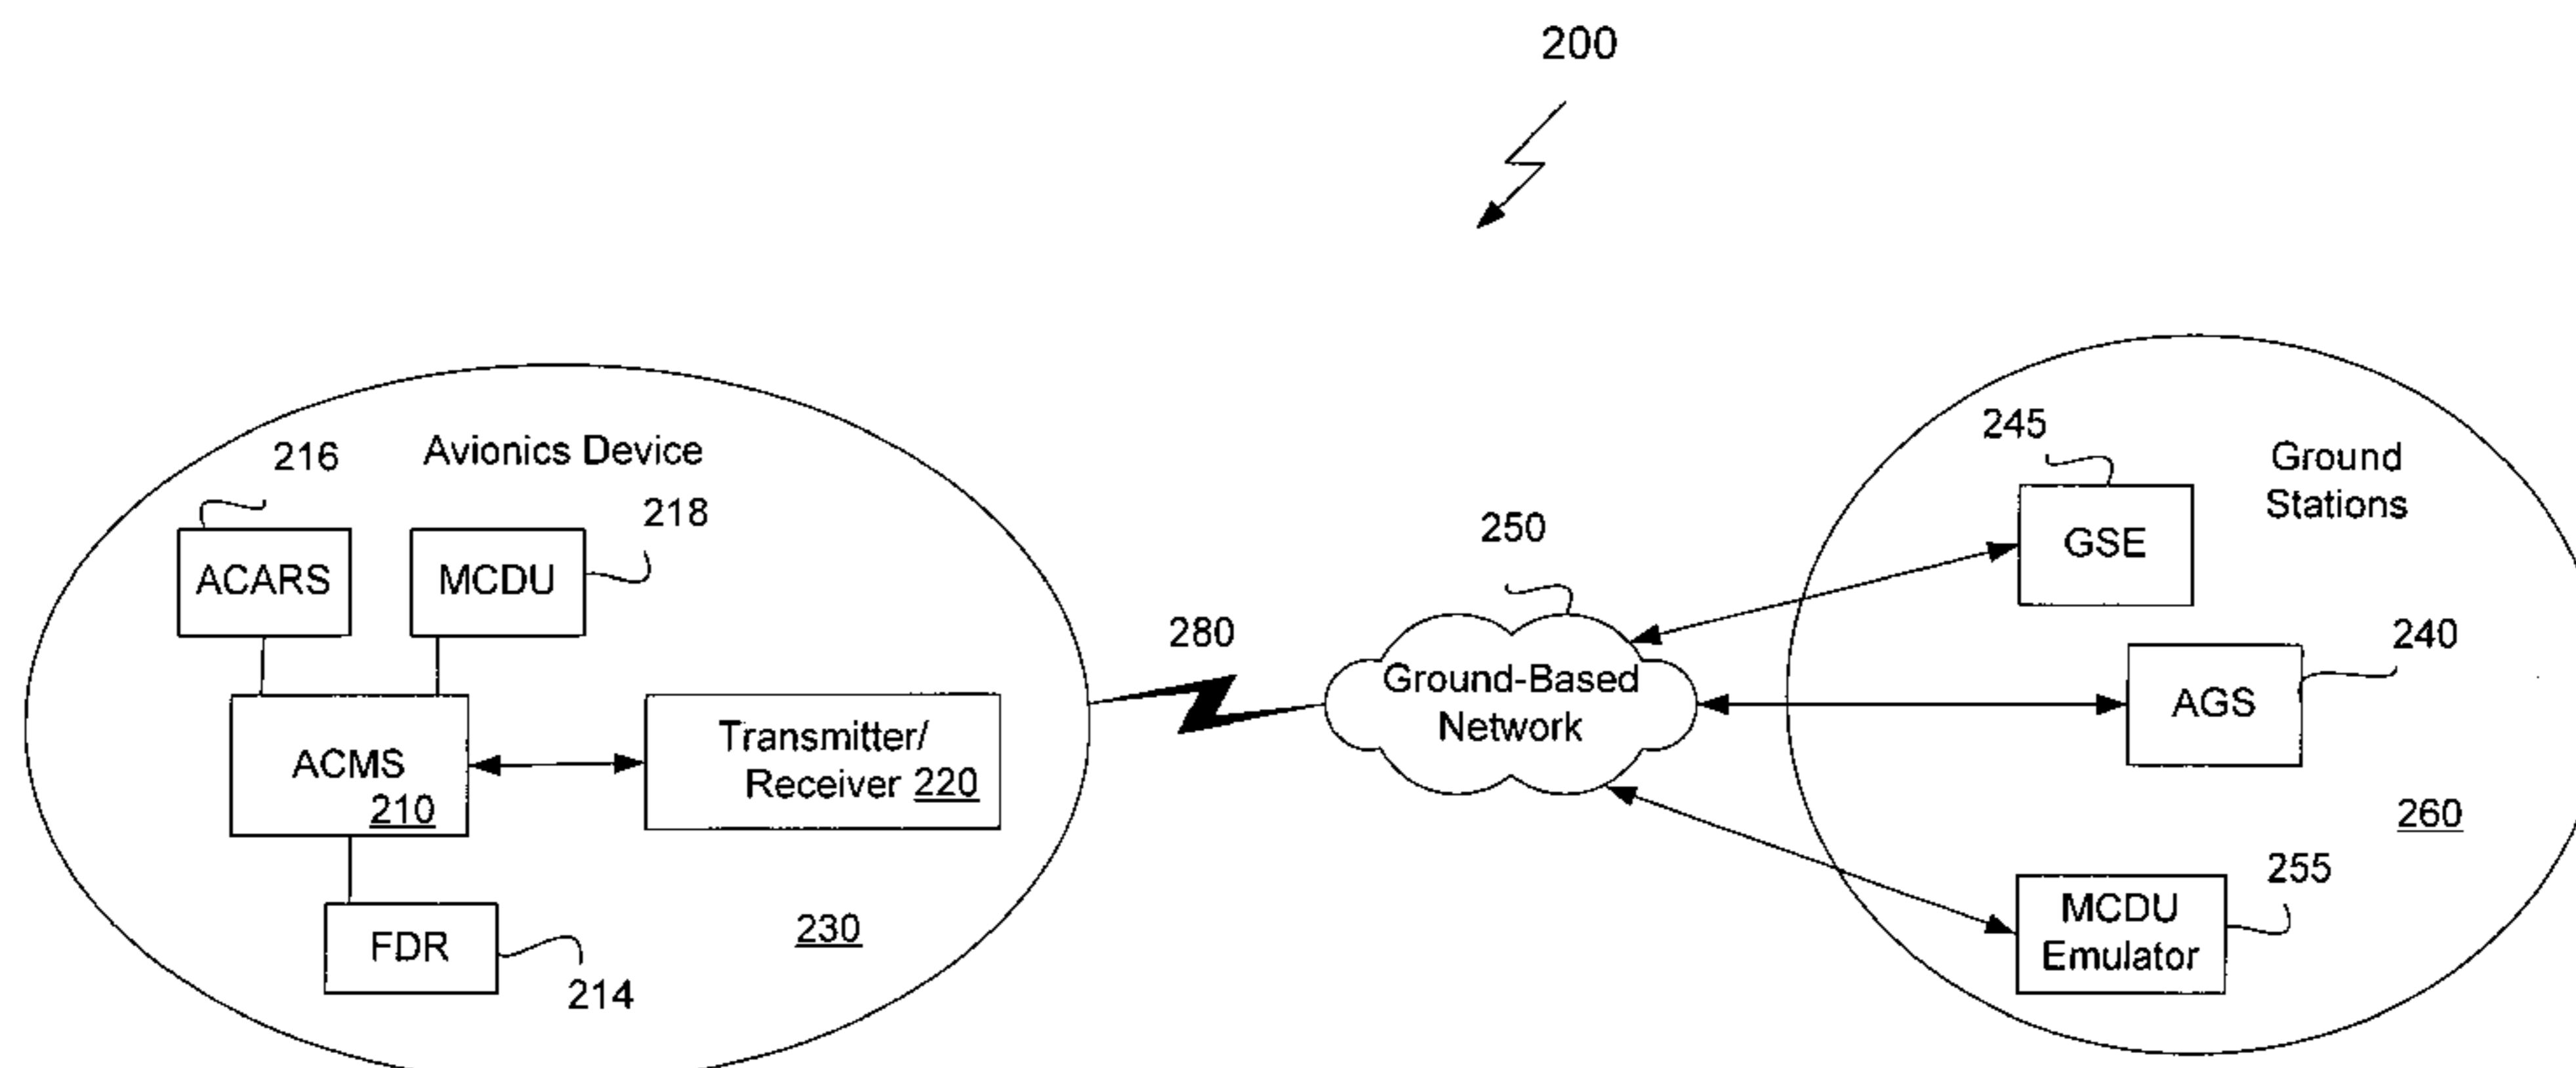 200
Avionics Device
216
218
ACARS
MCDU
ACMS
210
Transmitter/
Receiver 220
FDR
214
230
280
250
Ground-Based
Network
245
Ground
Stations
GSE
240
AGS
260
255
MCDU
Emulator